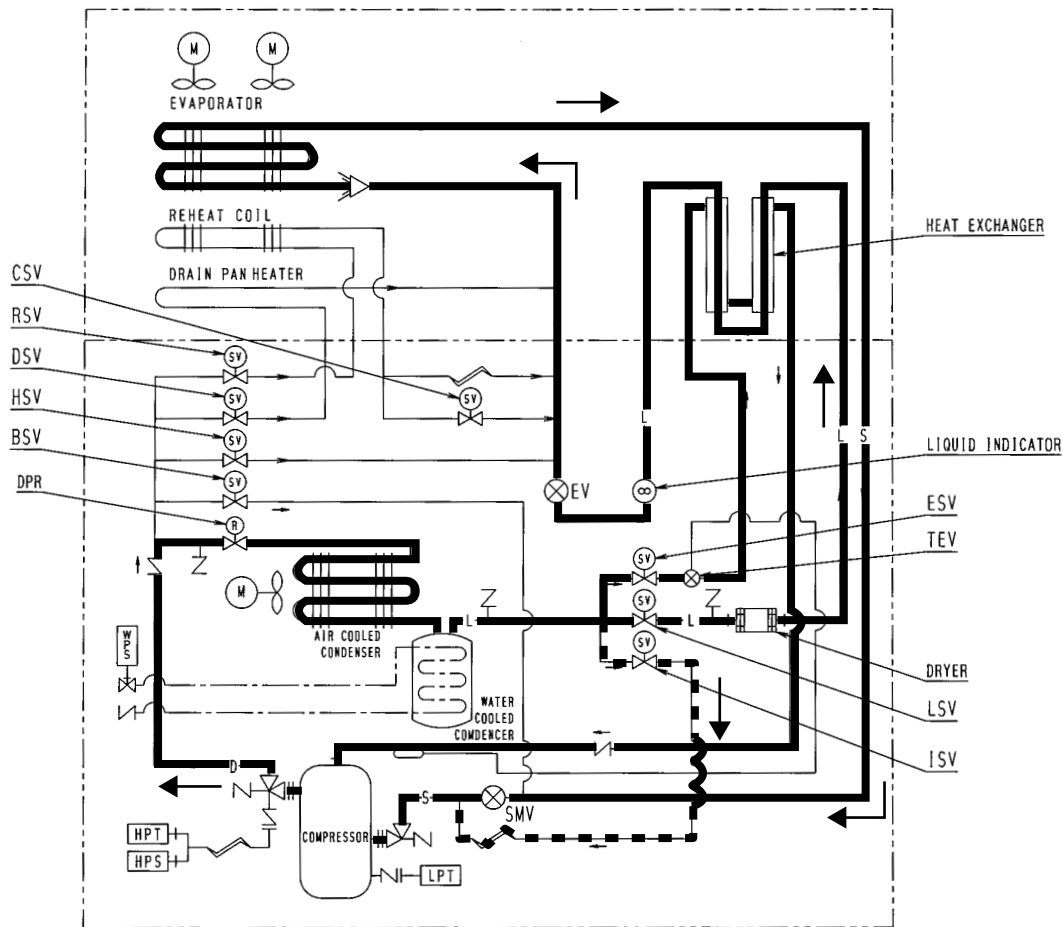 M
M
EVAPORATOR
REHEAT COIL
HEAT EXCHANGER
CSV
DRAIN PAN HEATER
RSV
SV
DSV
SV
SV
HSV
SV
L
L
S
LIQUID INDICATOR
BSV
SV
EV
DPR
R
ESV
TEV
SV
M
SV
L
L
AIR COOLED
CONDENSER
WPS
SV
DRYER
WATER
COOLED
COMDENCER
LSV
ISV
D
S
SMV
HPT
HPS
COMPRESSOR
LPT